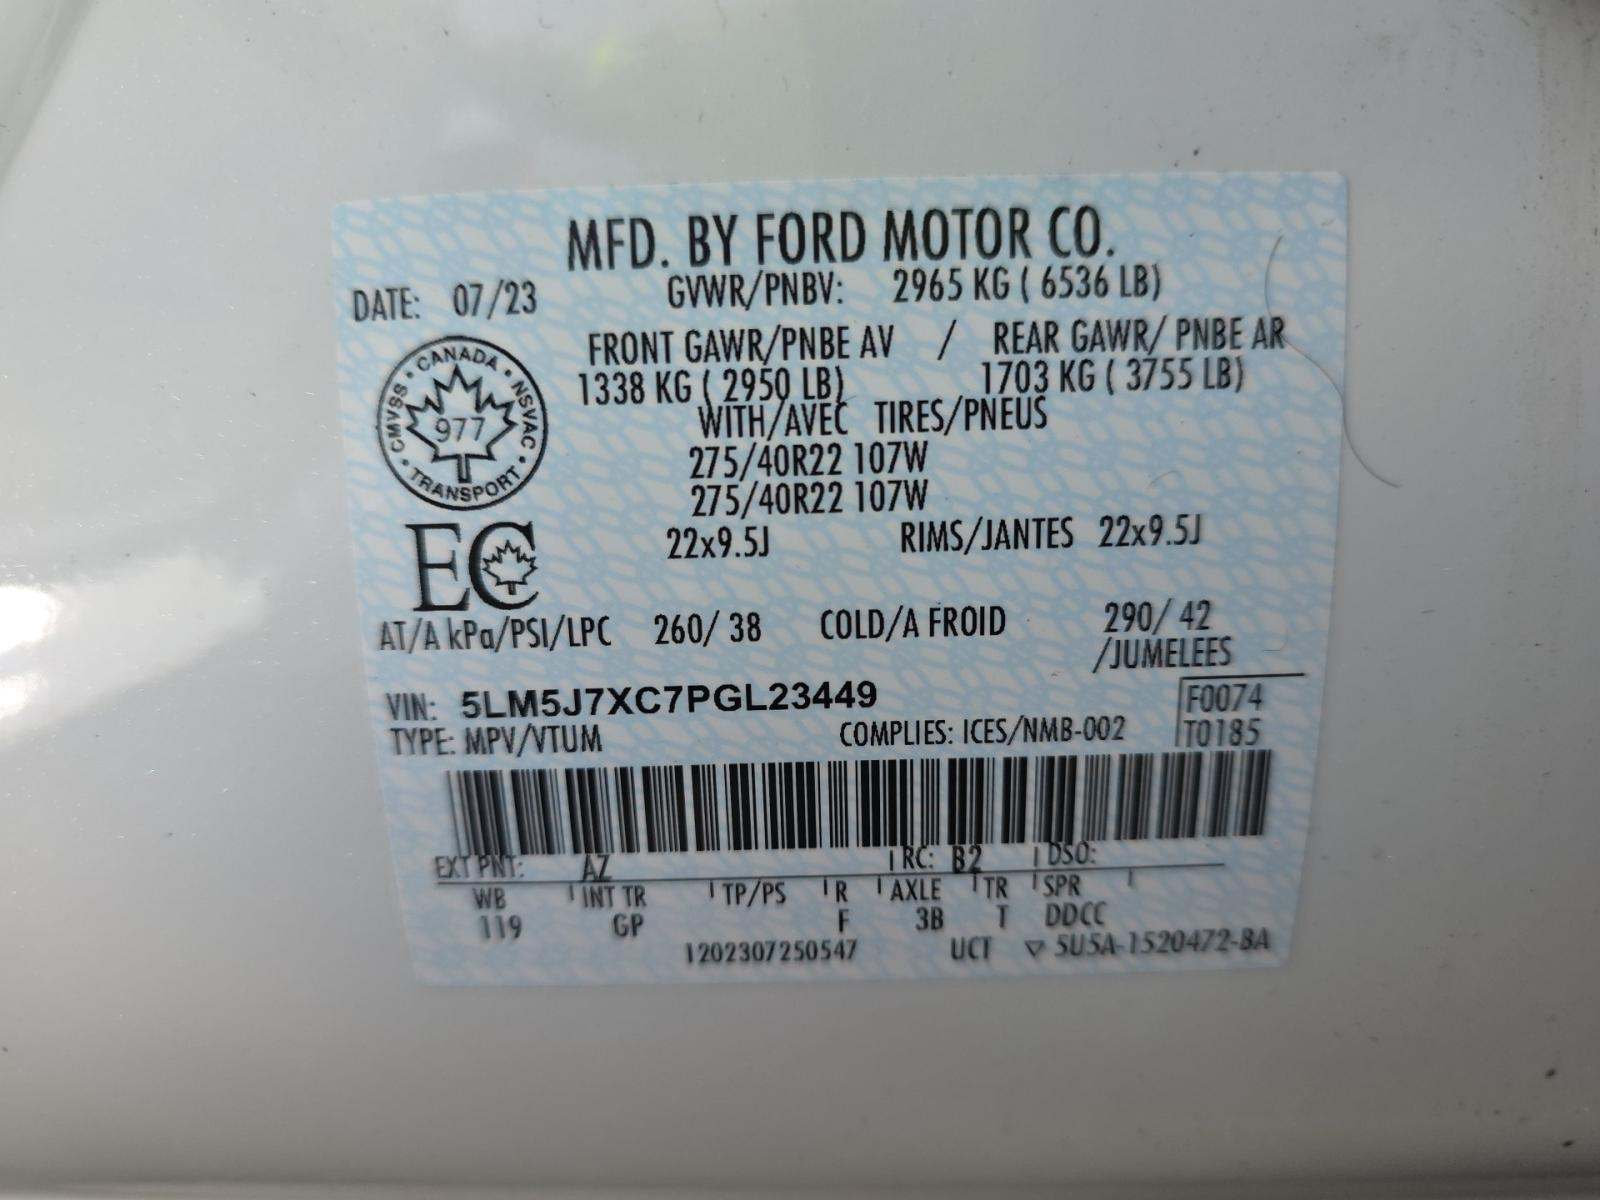 MFD. BY FORD MOTOR CO.
DATE: 07/23 GVWR/PNBV: 2965 KG ( 6536 LB)
FRONT GAWR/PNBE AV / REAR GAWR/ PNBE AR
1338 KG ( 2950 LB) 1703 KG ( 3755 LB)
WITH/AVEC TIRES/PNEUS
275/40R22 107W
275/40R22 107W
22x9.5J RIMS/JANTES 22x9.5J
CMVSS · CANADA · NSVAC · TRANSPORT
977
EC
AT/A kPa/PSI/LPC 260/ 38 COLD/A FROID 290/ 42
/JUMELEES
VIN: 5LM5J7XC7PGL23449 F0074
TYPE: MPV/VTUM COMPLIES: ICES/NMB-002 T0185
EXT PNT: AZ RC: B2 DSO:
WB INT TR TP/PS R AXLE TR SPR
119 GP F 3B T DDCC
1202307250547 UCT ▽ 5U5A-1520472-BA